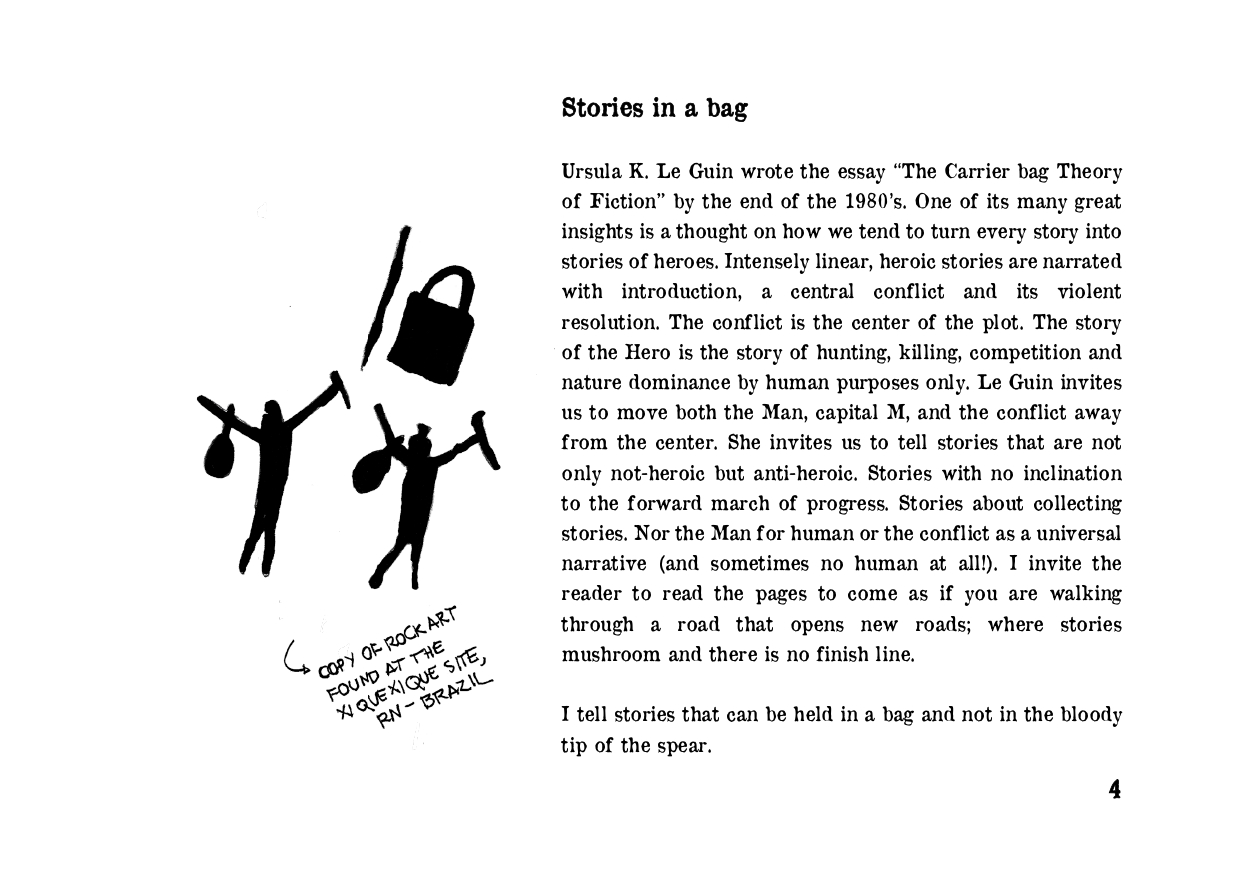 Stories in a bag
Ursula K. Le Guin wrote the essay “The Carrier bag Theory
of Fiction” by the end of the 1980’s. One of its many great
insights is a thought on how we tend to turn every story into
stories of heroes. Intensely linear, heroic stories are narrated
with introduction, a central conflict and its violent
resolution. The conflict is the center of the plot. The story
of the Hero is the story of hunting, killing, competition and
nature dominance by human purposes only. Le Guin invites
us to move both the Man, capital M, and the conflict away
from the center. She invites us to tell stories that are not
only not-heroic but anti-heroic. Stories with no inclination
to the forward march of progress. Stories about collecting
stories. Nor the Man for human or the conflict as a universal
narrative (and sometimes no human at all!). I invite the
reader to read the pages to come as if you are walking
through a road that opens new roads; where stories
mushroom and there is no finish line.
I tell stories that can be held in a bag and not in the bloody
tip of the spear.
COPY OF ROCK ART
FOUND AT THE
XIQUEXIQUE SITE,
RN - BRAZIL
4